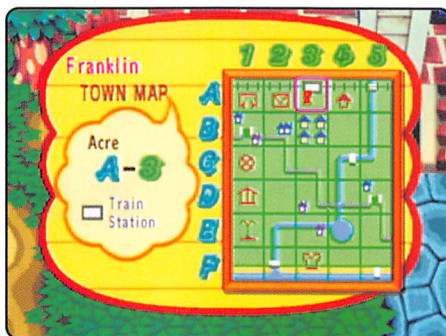 Franklin
TOWN MAP
Acre
A-3
Train
Station
1 2 3 4 5
A
B
C
D
E
F